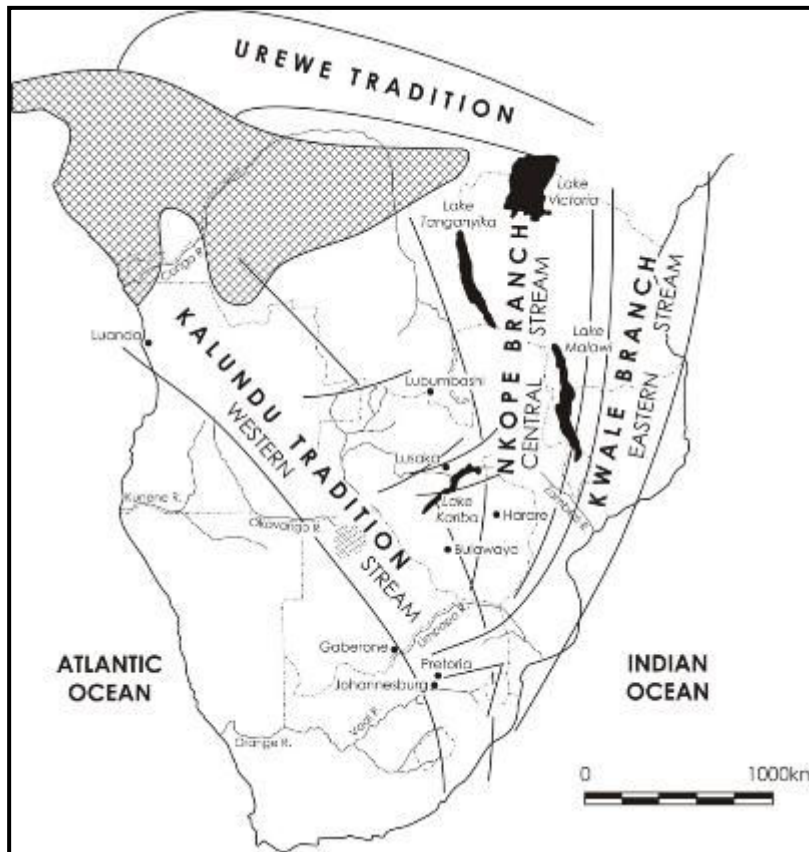 UREWE TRADITION
Lake
Victoria
Lake
Tanganyika
Congo R.
NKOPE BRANCH
CENTRAL STREAM
KWALE BRANCH
EASTERN STREAM
Luanda
KALUNDU TRADITION
WESTERN STREAM
Lake
Malawi
Lubumbashi
Lusaka
Lake
Kariba
Zambezi R.
Kunene R.
Okovango R.
Harare
Bulawayo
Limpopo R.
Gaberone
ATLANTIC
OCEAN
Pretoria
Johannesburg
INDIAN
OCEAN
Vaal R.
Orange R.
0 1000km